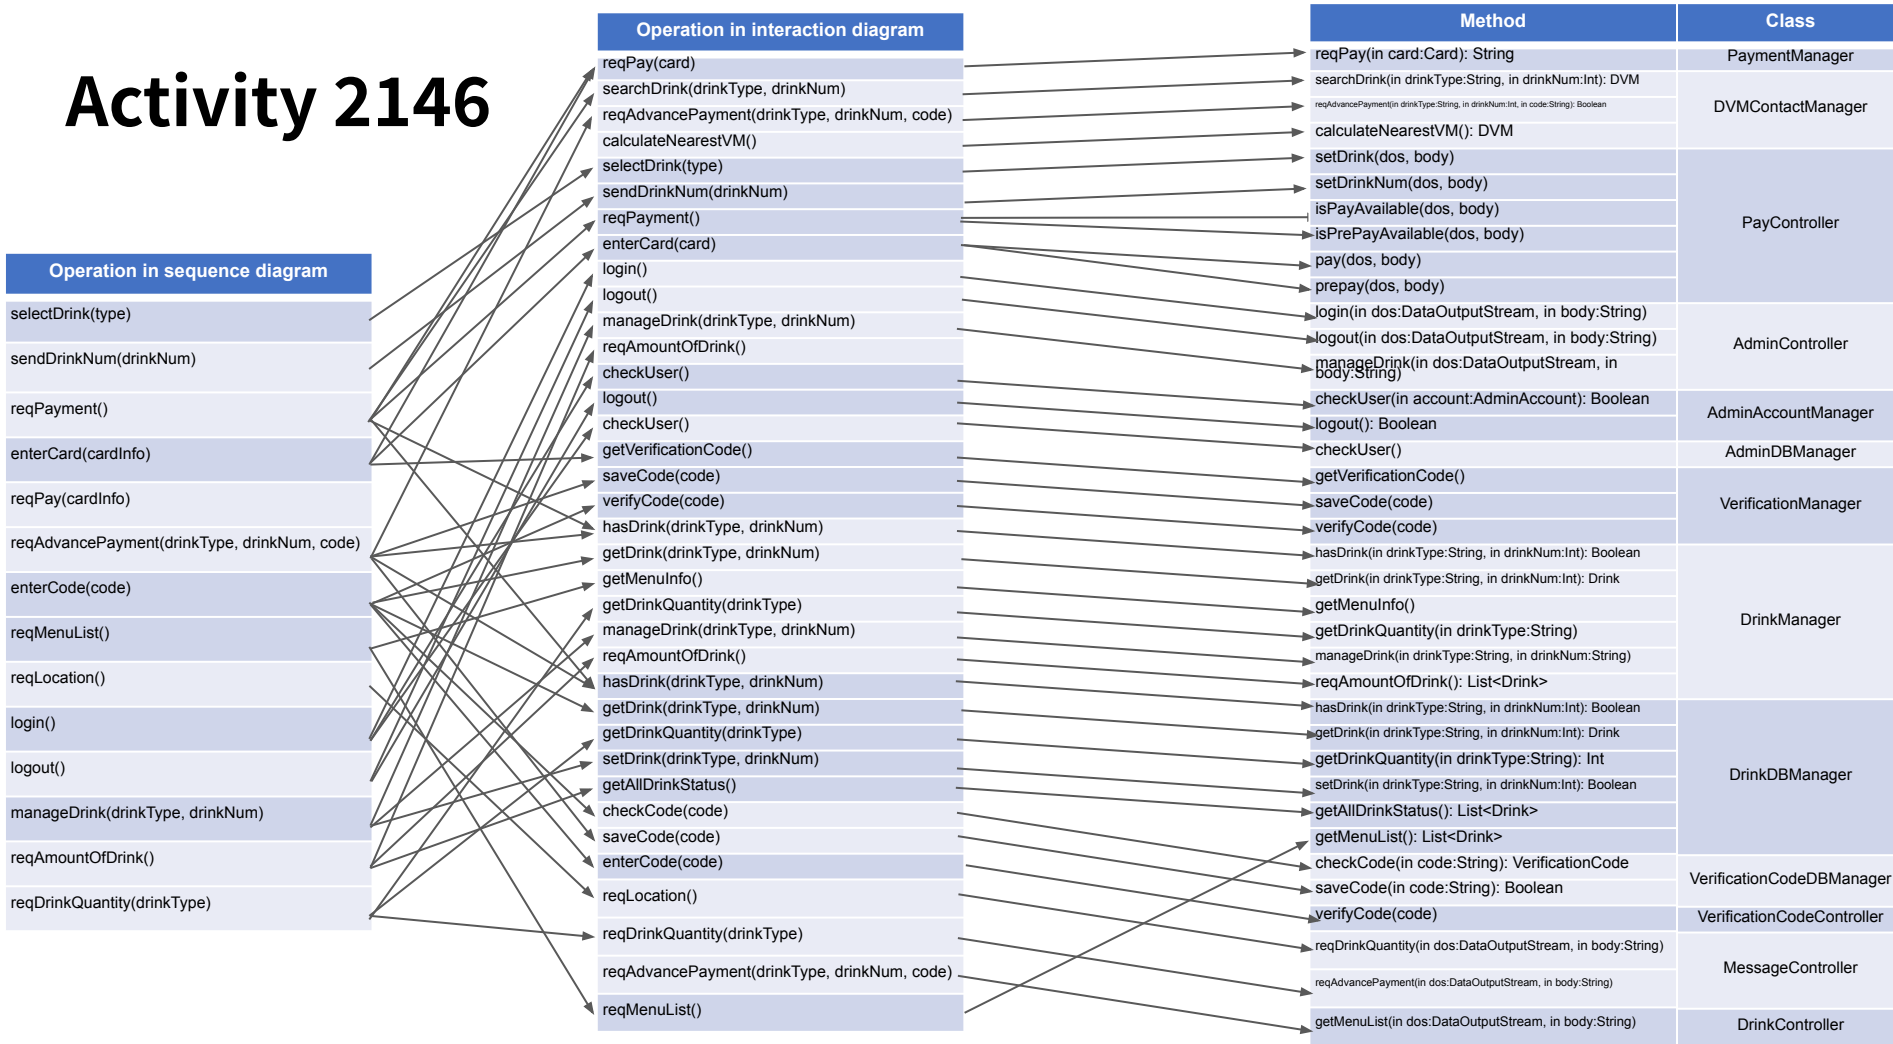 Activity 2146
Operation in sequence diagram
selectDrink(type)
sendDrinkNum(drinkNum)
reqPayment()
enterCard(cardInfo)
reqPay(cardInfo)
reqAdvancePayment(drinkType, drinkNum, code)
enterCode(code)
reqMenuList()
reqLocation()
login()
logout()
manageDrink(drinkType, drinkNum)
reqAmountOfDrink()
reqDrinkQuantity(drinkType)
Operation in interaction diagram
reqPay(card)
searchDrink(drinkType, drinkNum)
reqAdvancePayment(drinkType, drinkNum, code)
calculateNearestVM()
selectDrink(type)
sendDrinkNum(drinkNum)
reqPayment()
enterCard(card)
login()
logout()
manageDrink(drinkType, drinkNum)
reqAmountOfDrink()
checkUser()
logout()
checkUser()
getVerificationCode()
saveCode(code)
verifyCode(code)
hasDrink(drinkType, drinkNum)
getDrink(drinkType, drinkNum)
getMenuInfo()
getDrinkQuantity(drinkType)
manageDrink(drinkType, drinkNum)
reqAmountOfDrink()
hasDrink(drinkType, drinkNum)
getDrink(drinkType, drinkNum)
getDrinkQuantity(drinkType)
setDrink(drinkType, drinkNum)
getAllDrinkStatus()
checkCode(code)
saveCode(code)
enterCode(code)
reqLocation()
reqDrinkQuantity(drinkType)
reqAdvancePayment(drinkType, drinkNum, code)
reqMenuList()
Method Class
reqPay(in card:Card): String PaymentManager
searchDrink(in drinkType:String, in drinkNum:Int): DVM
reqAdvancePayment(in drinkType:String, in drinkNum:Int, in code:String): Boolean DVMContactManager
calculateNearestVM(): DVM
setDrink(dos, body)
setDrinkNum(dos, body)
isPayAvailable(dos, body) PayController
isPrePayAvailable(dos, body)
pay(dos, body)
prepay(dos, body)
login(in dos:DataOutputStream, in body:String)
logout(in dos:DataOutputStream, in body:String) AdminController
manageDrink(in dos:DataOutputStream, in
body:String)
checkUser(in account:AdminAccount): Boolean AdminAccountManager
logout(): Boolean
checkUser() AdminDBManager
getVerificationCode()
saveCode(code) VerificationManager
verifyCode(code)
hasDrink(in drinkType:String, in drinkNum:Int): Boolean
getDrink(in drinkType:String, in drinkNum:Int): Drink
getMenuInfo() DrinkManager
getDrinkQuantity(in drinkType:String)
manageDrink(in drinkType:String, in drinkNum:String)
reqAmountOfDrink(): List<Drink>
hasDrink(in drinkType:String, in drinkNum:Int): Boolean
getDrink(in drinkType:String, in drinkNum:Int): Drink
getDrinkQuantity(in drinkType:String): Int DrinkDBManager
setDrink(in drinkType:String, in drinkNum:Int): Boolean
getAllDrinkStatus(): List<Drink>
getMenuList(): List<Drink>
checkCode(in code:String): VerificationCode VerificationCodeDBManager
saveCode(in code:String): Boolean
verifyCode(code) VerificationCodeController
reqDrinkQuantity(in dos:DataOutputStream, in body:String) MessageController
reqAdvancePayment(in dos:DataOutputStream, in body:String)
getMenuList(in dos:DataOutputStream, in body:String) DrinkController